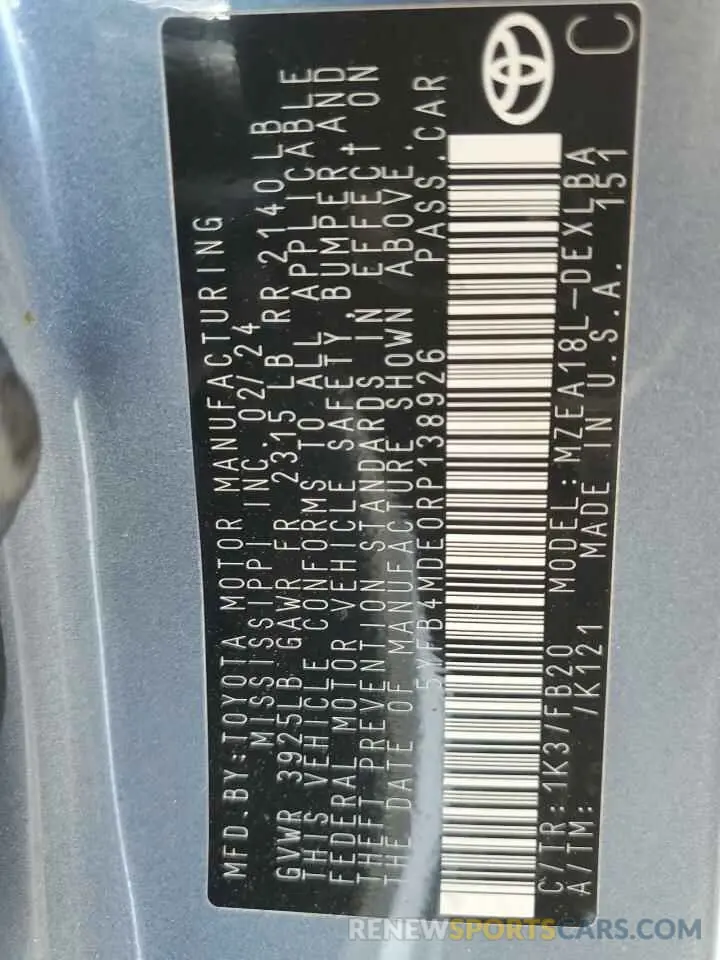 MFD.BY:TOYOTA MOTOR MANUFACTURING
MISSISSIPPI INC. 02/24
GVWR 3925LB GAWR FR 2315 LB RR 2140LB
THIS VEHICLE CONFORMS TO ALL APPLICABLE
FEDERAL MOTOR VEHICLE SAFETY, BUMPER, AND
THEFT PREVENTION STANDARDS IN EFFECT ON
THE DATE OF MANUFACTURE SHOWN ABOVE.
5YFB4MDE0RP138926 PASS.CAR
C/TR:1K3/FB20 MODEL:MZEA18L-DEXLBA
A/TM: /K121 MADE IN U.S.A. 151
C
RENEWSPORTSCARS.COM